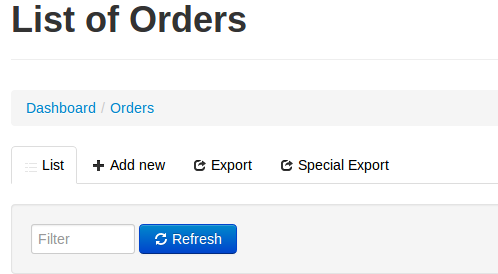 List of Orders
Dashboard / Orders
List Add new Export Special Export
Filter Refresh